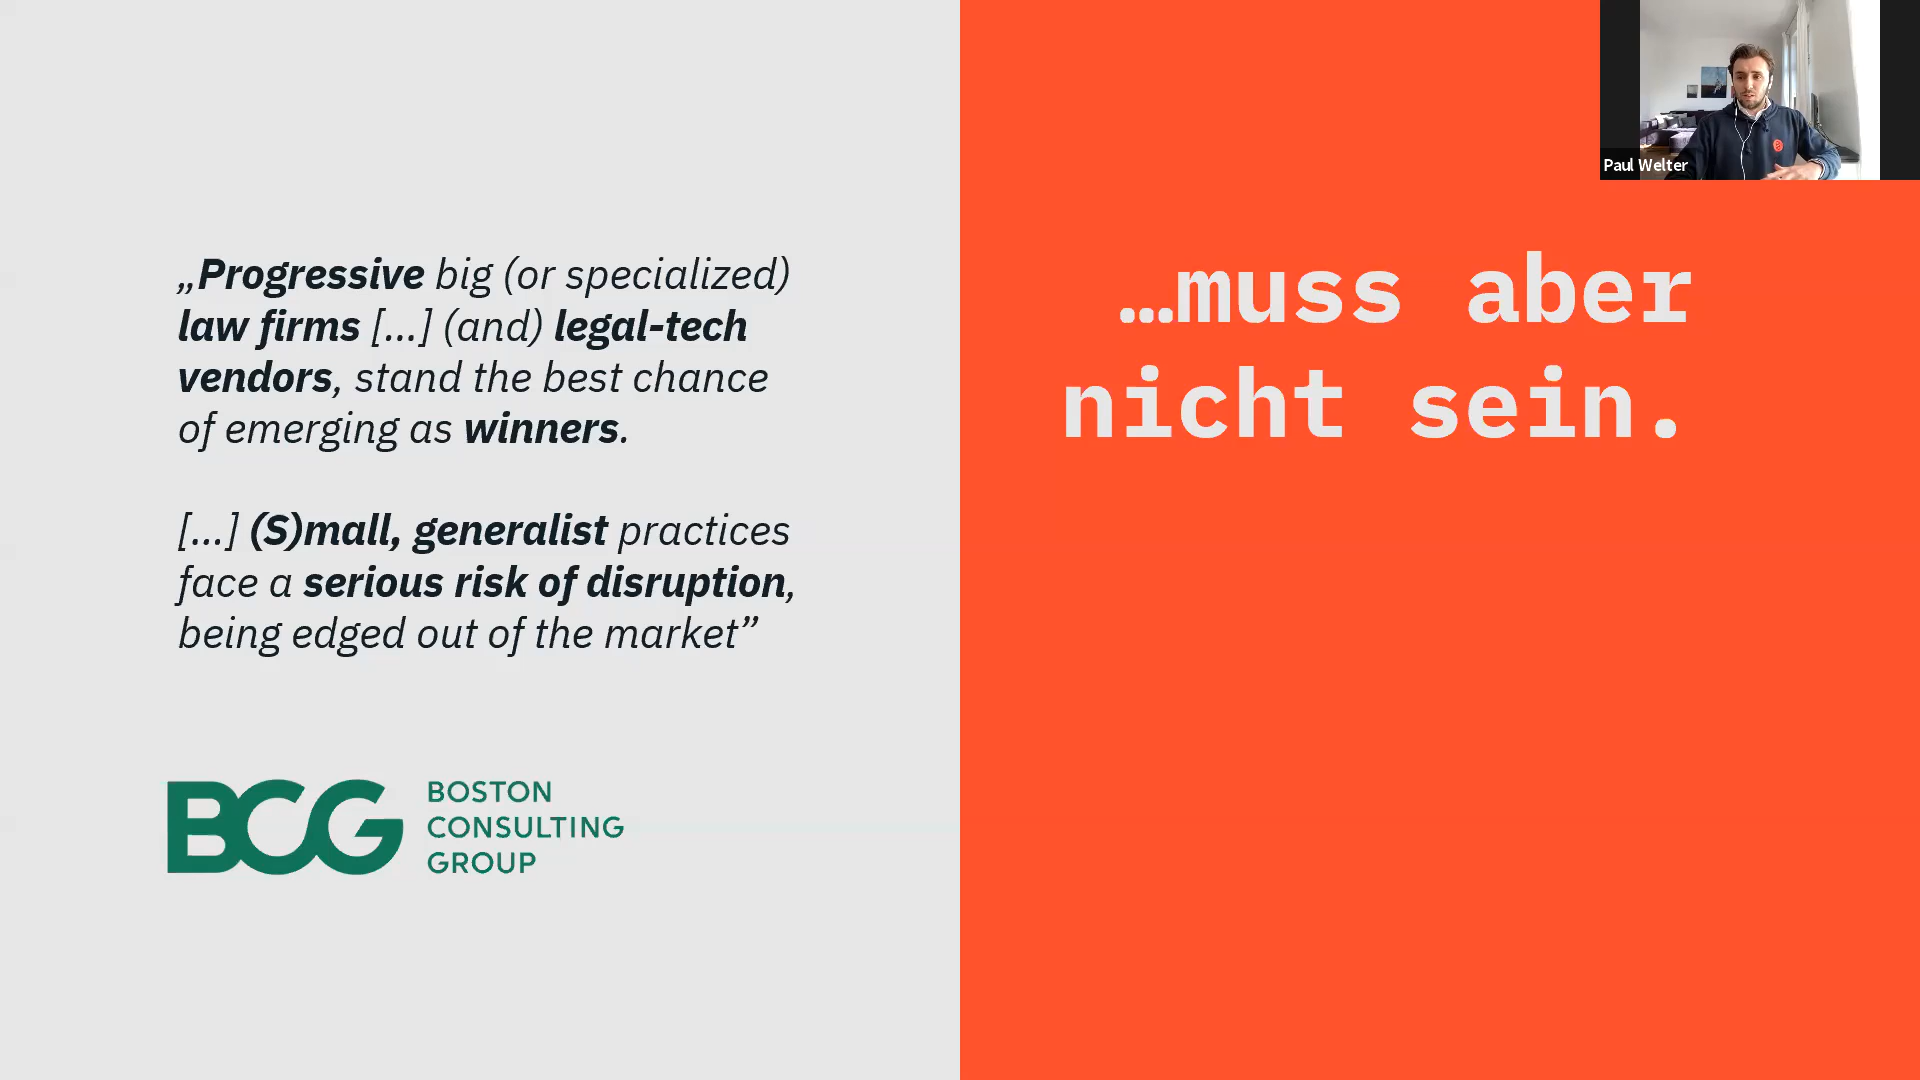 „Progressive big (or specialized)
law firms [...] (and) legal-tech
vendors, stand the best chance
of emerging as winners.
[...] (S)mall, generalist practices
face a serious risk of disruption,
being edged out of the market”
BCG
BOSTON
CONSULTING
GROUP
…muss aber
nicht sein.
Paul Welter